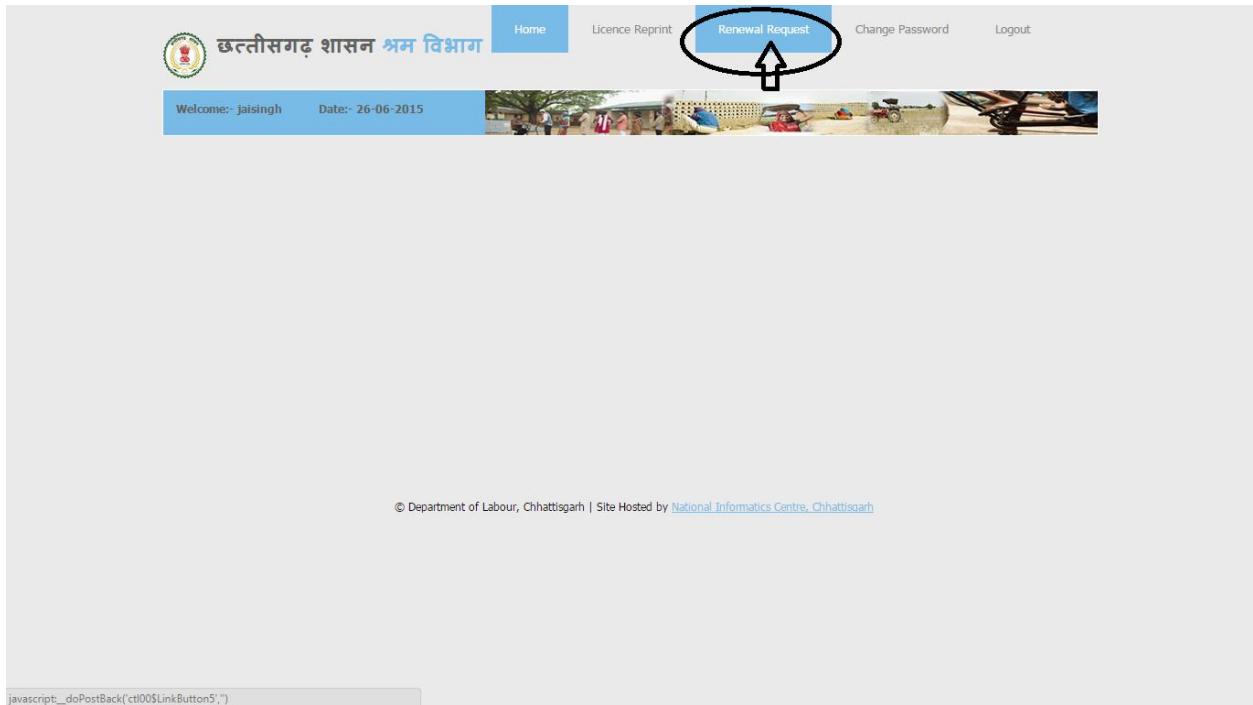 छत्तीसगढ़ शासन श्रम विभाग
Home Licence Reprint Renewal Request Change Password Logout
Welcome:- jaisingh Date:- 26-06-2015
© Department of Labour, Chhattisgarh | Site Hosted by National Informatics Centre, Chhattisgarh
javascript:__doPostBack('ctl00$LinkButton5','')